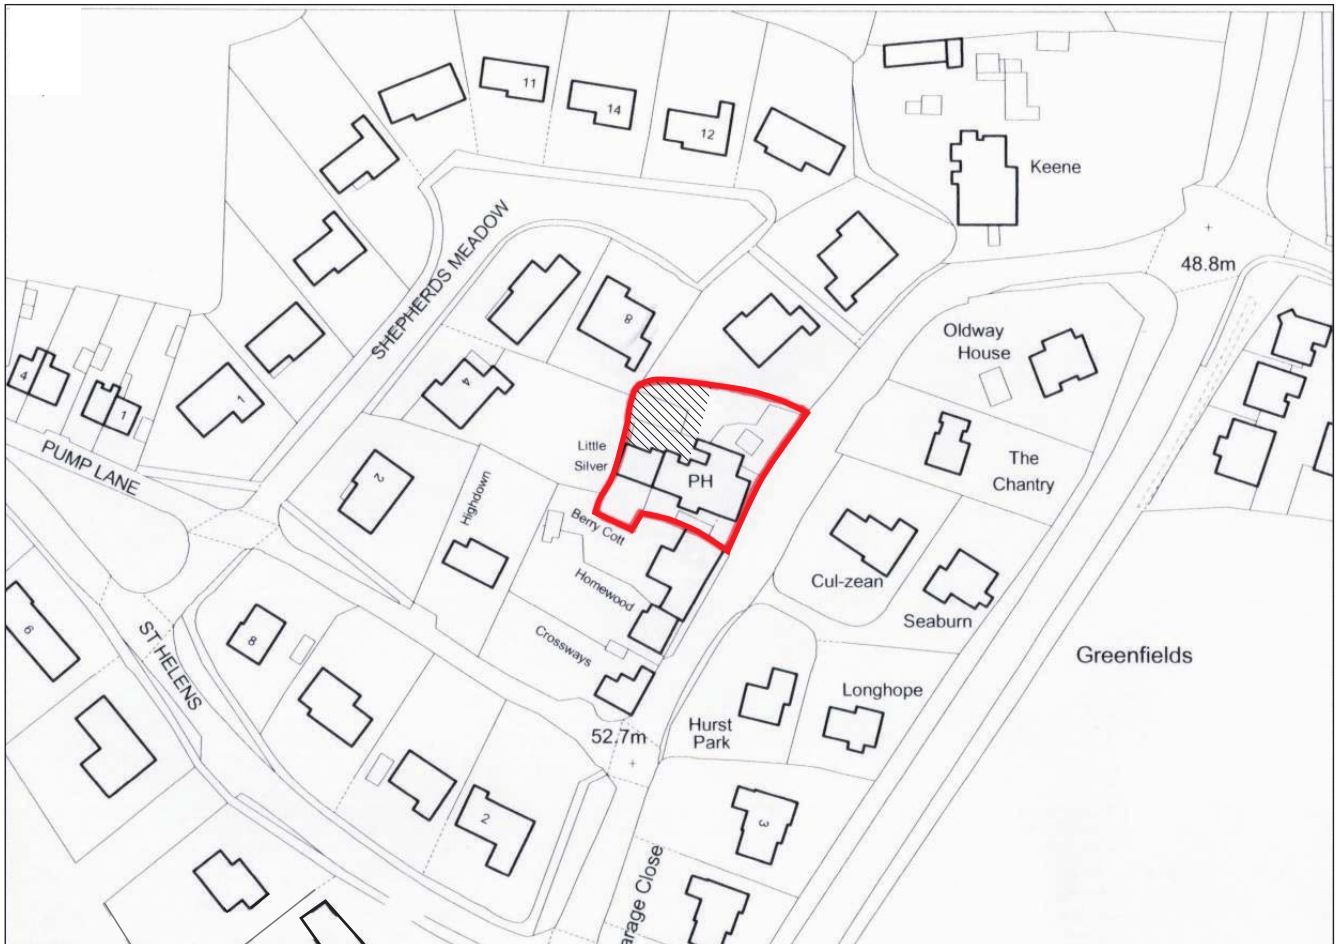 11
14
12
Keene
48.8m
SHEPHERDS MEADOW
8
Oldway
House
4
1
4
1
PUMP LANE
Little
Silver
PH
The
Chantry
2
Highdown
Berry Cott
Homewood
Cul-zean
Seaburn
6
8
ST HELENS
Crossways
Greenfields
Longhope
Hurst
Park
52.7m
2
3
arage Close